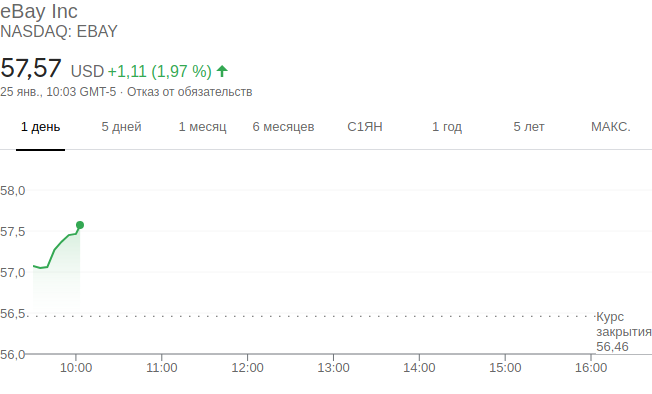 eBay Inc
NASDAQ: EBAY
57,57 USD +1,11 (1,97 %)
25 янв., 10:03 GMT-5 · Отказ от обязательств
1 день 5 дней 1 месяц 6 месяцев С1ЯН 1 год 5 лет МАКС.
58,0
57,5
57,0
56,5
Курс
закрытия
56,46
56,0
10:00 11:00 12:00 13:00 14:00 15:00 16:00